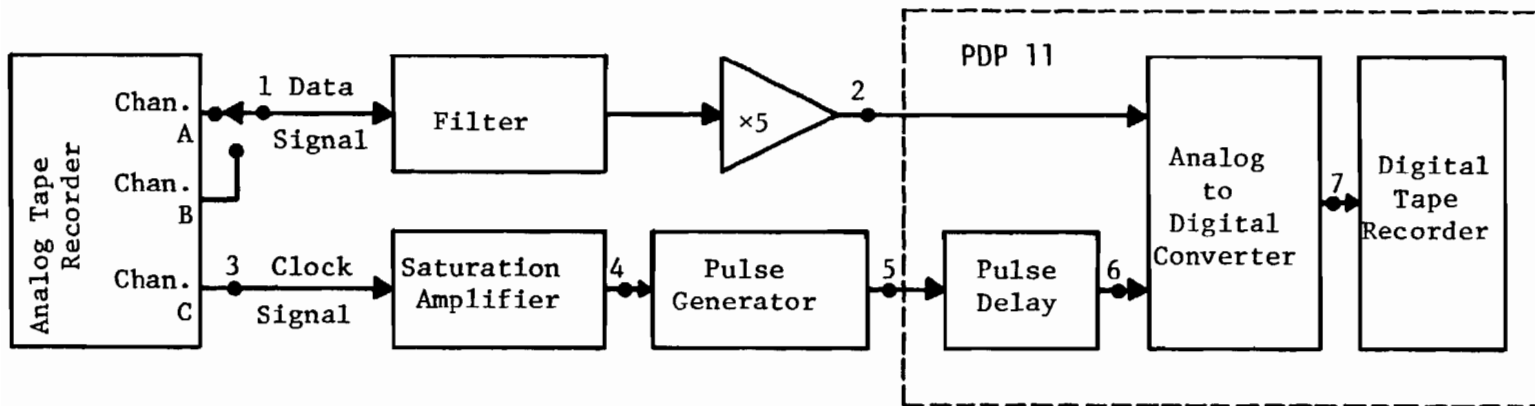 PDP 11
Analog Tape
Recorder
Chan.
A
Chan.
B
Chan.
C
1 Data
Signal
Filter
×5
2
3 Clock
Signal
Saturation
Amplifier
4
Pulse
Generator
5
Pulse
Delay
6
Analog
to
Digital
Converter
7
Digital
Tape
Recorder